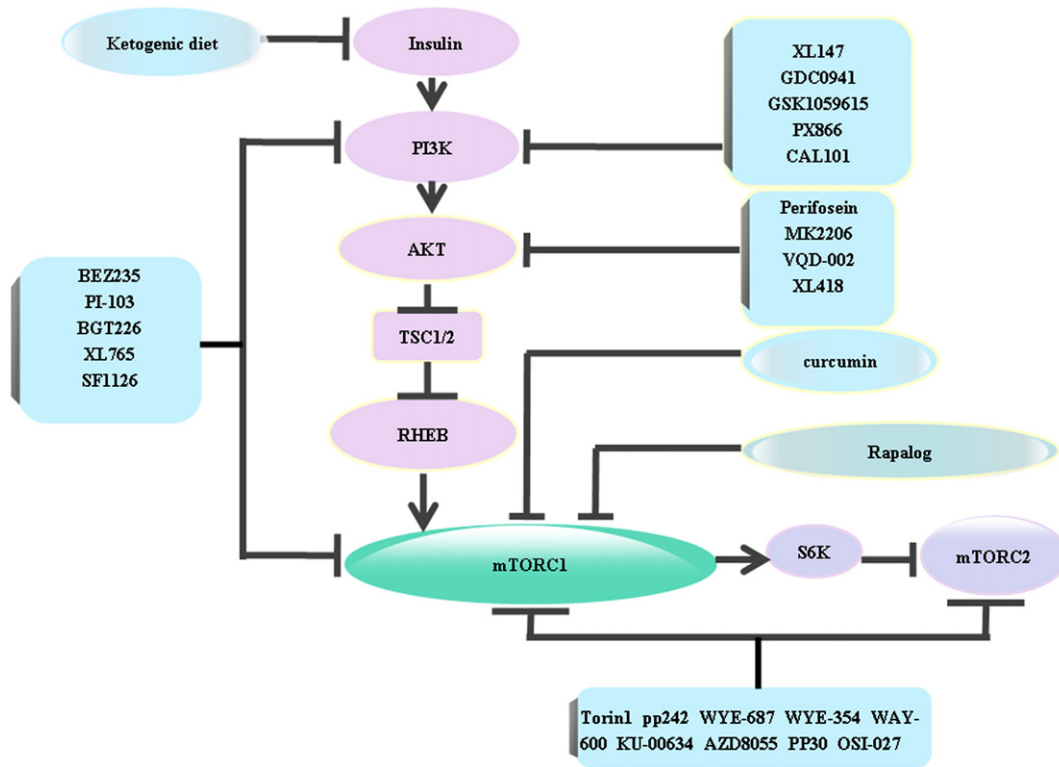 Ketogenic diet
Insulin
XL147
GDC0941
GSK1059615
PX866
CAL101
PI3K
Perifosein
MK2206
VQD-002
XL418
AKT
BEZ235
PI-103
BGT226
XL765
SF1126
TSC1/2
curcumin
RHEB
Rapalog
mTORC1
S6K
mTORC2
Torin1 pp242 WYE-687 WYE-354 WAY-
600 KU-00634 AZD8055 PP30 OSI-027